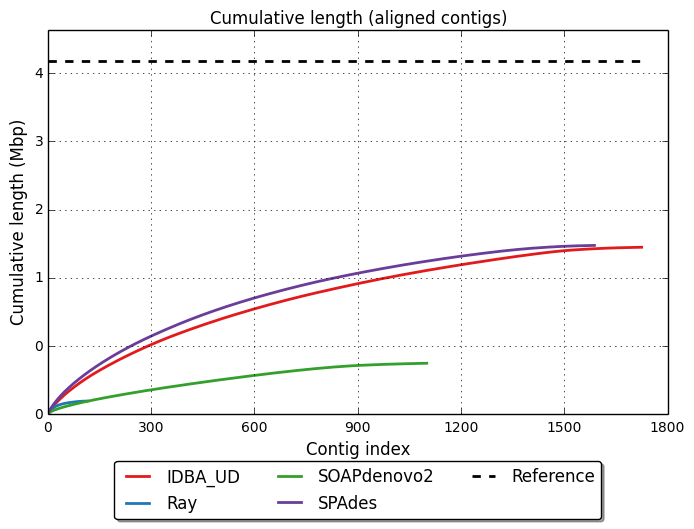 Cumulative length (aligned contigs)
Cumulative length (Mbp)
4
3
2
1
0
0
0 300 600 900 1200 1500 1800
Contig index
IDBA_UD SOAPdenovo2 Reference
Ray SPAdes